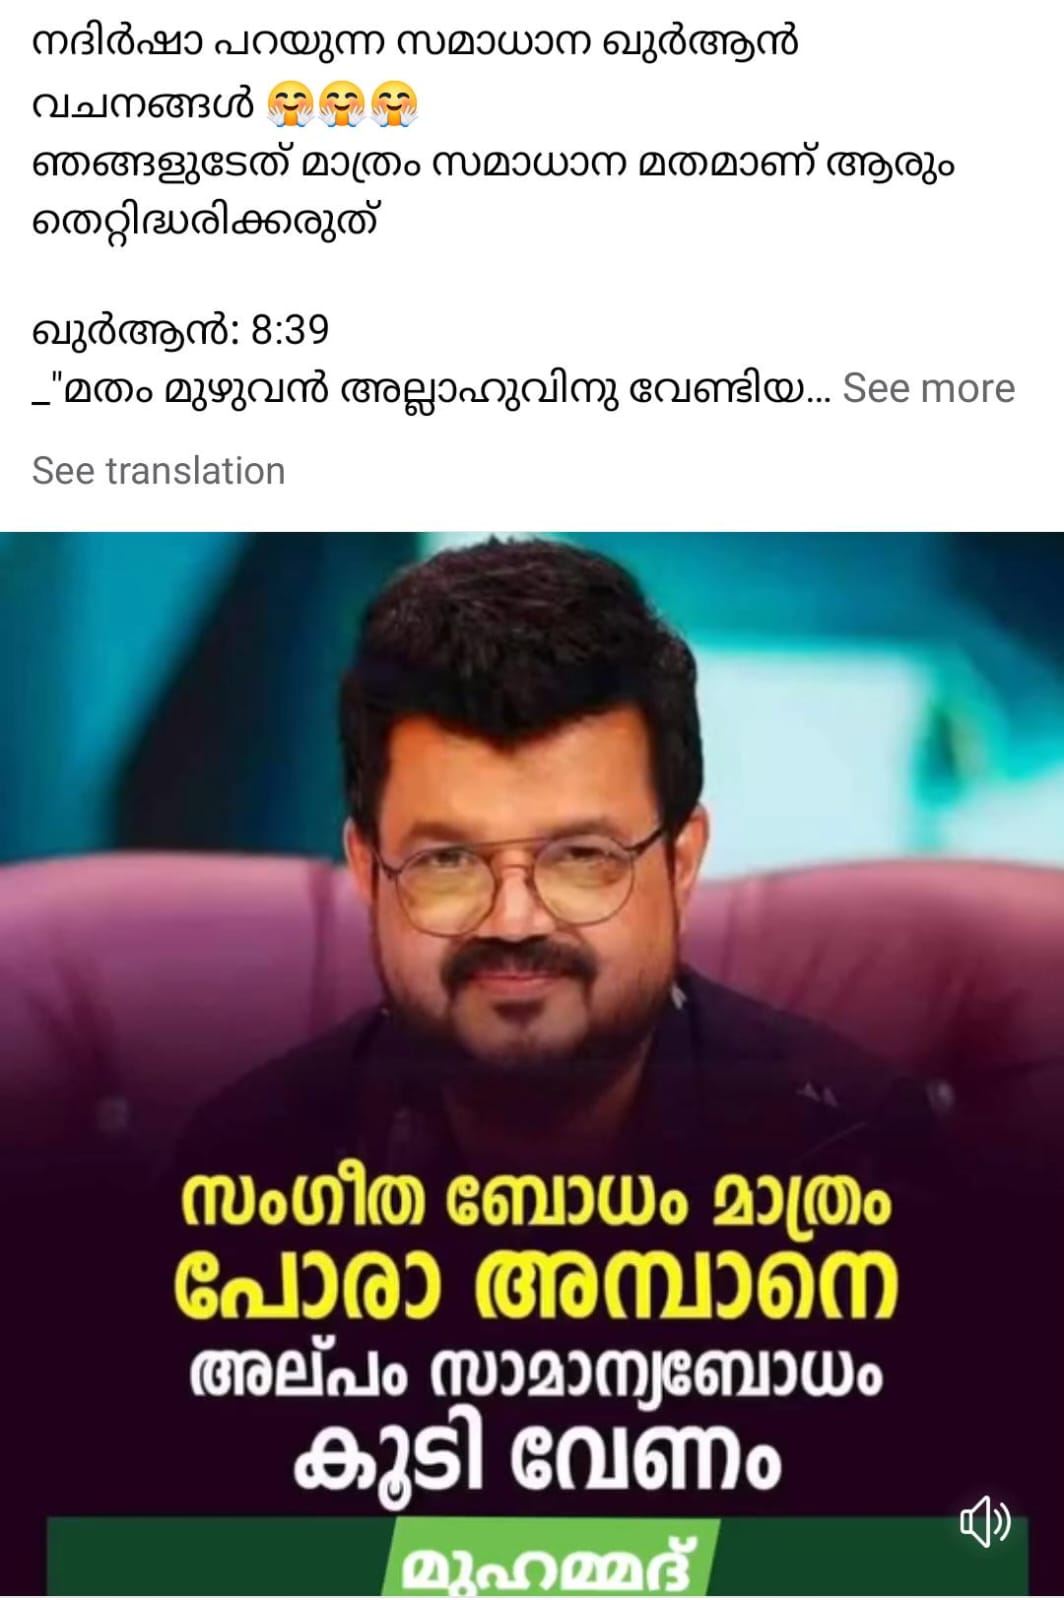 നദിർഷാ പറയുന്ന സമാധാന ഖുർആൻ
വചനങ്ങൾ 🤗🤗🤗
ഞങ്ങളുടേത് മാത്രം സമാധാന മതമാണ് ആരും
തെറ്റിദ്ധരിക്കരുത്
ഖുർആൻ: 8:39
_"മതം മുഴുവൻ അല്ലാഹുവിനു വേണ്ടിയ... See more
See translation
സംഗീത ബോധം മാത്രം
പോരാ അമ്പാനെ
അല്പം സാമാന്യബോധം
കൂടി വേണം
മുഹമ്മദ്